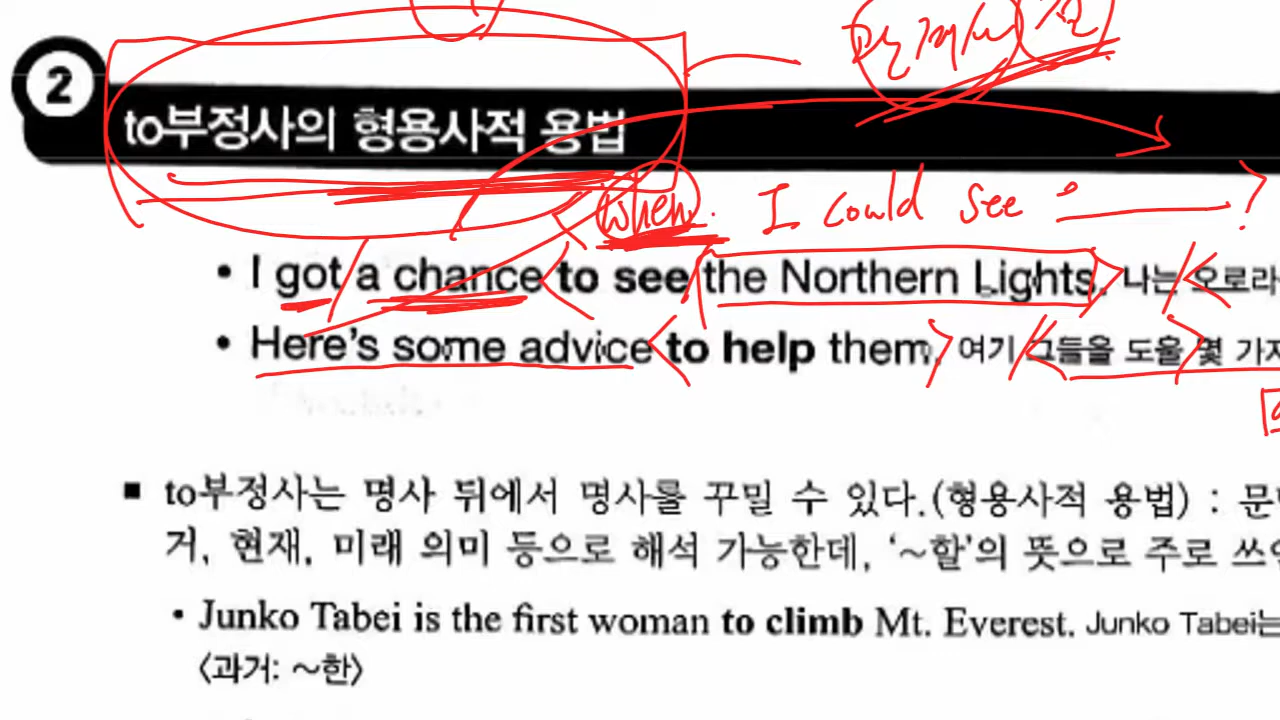 2
to부정사의 형용사적 용법
when. I could see ?
• I got a chance to see the Northern Lights. 나는 오로라
• Here's some advice to help them. 여기 그들을 도울 몇 가지
■ to부정사는 명사 뒤에서 명사를 꾸밀 수 있다.(형용사적 용법) :
거, 현재, 미래 의미 등으로 해석 가능한데, ‘～할’의 뜻으로 주로
• Junko Tabei is the first woman to climb Mt. Everest. Junko Tabei는
〈과거: ～한〉